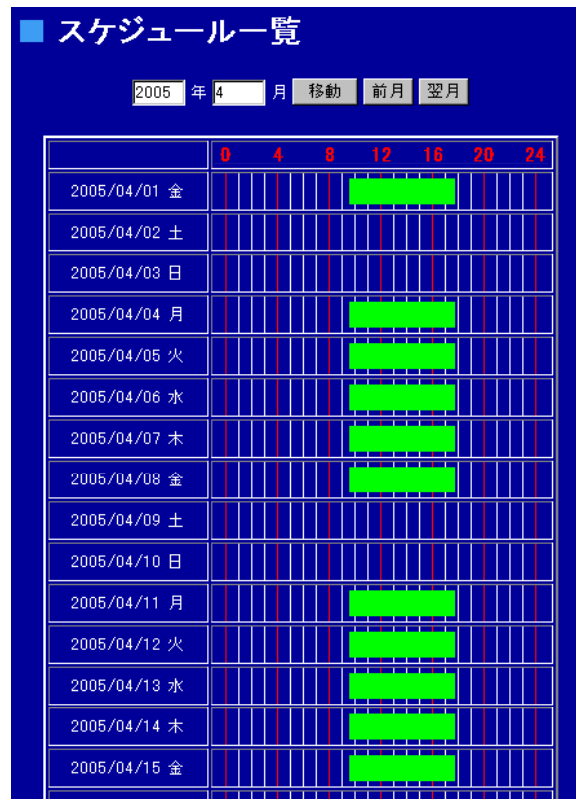 ■ スケジュール一覧
2005 年 4 月 移動 前月 翌月
0 4 8 12 16 20 24
2005/04/01 金
2005/04/02 土
2005/04/03 日
2005/04/04 月
2005/04/05 火
2005/04/06 水
2005/04/07 木
2005/04/08 金
2005/04/09 土
2005/04/10 日
2005/04/11 月
2005/04/12 火
2005/04/13 水
2005/04/14 木
2005/04/15 金